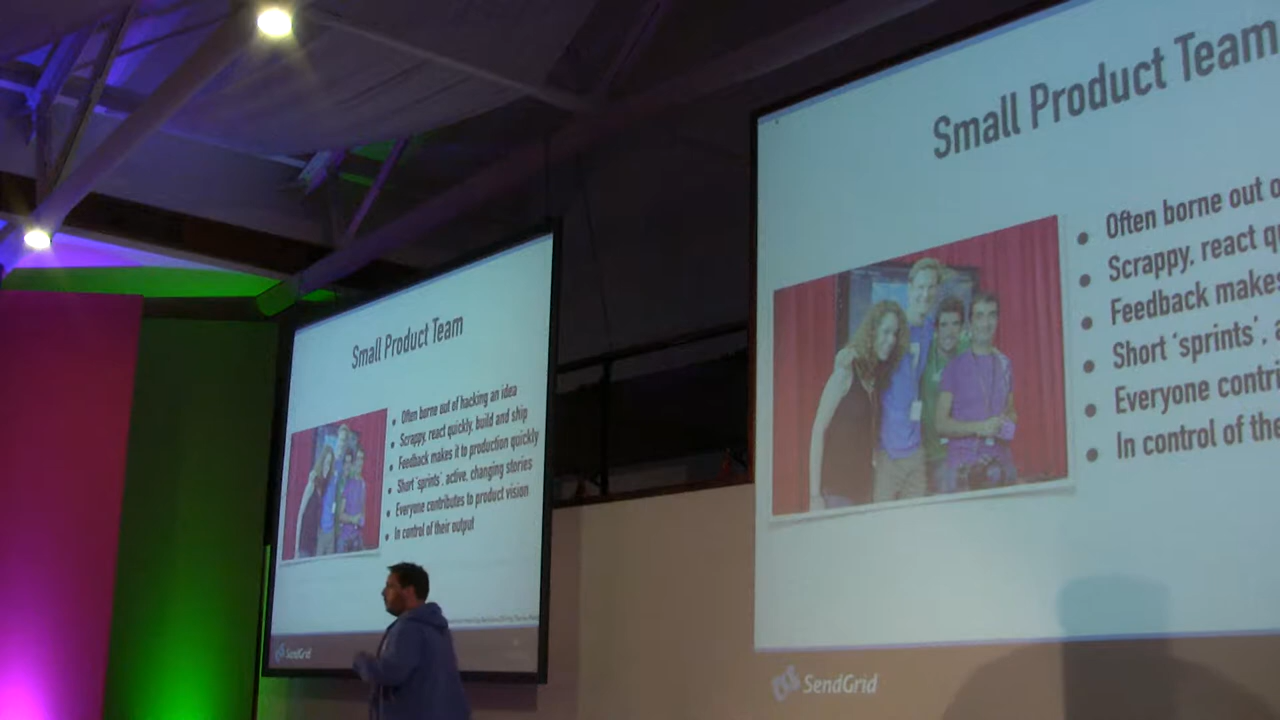 Small Product Team
Often borne out of hacking an idea
Scrappy, react quickly, build and ship
Feedback makes it to production quickly
Short 'sprints', active, changing stories
Everyone contributes to product vision
In control of their output
SendGrid
Small Product Team
Often borne out o
Scrappy, react q
Feedback makes
Short 'sprints', a
Everyone contri
In control of the
SendGrid